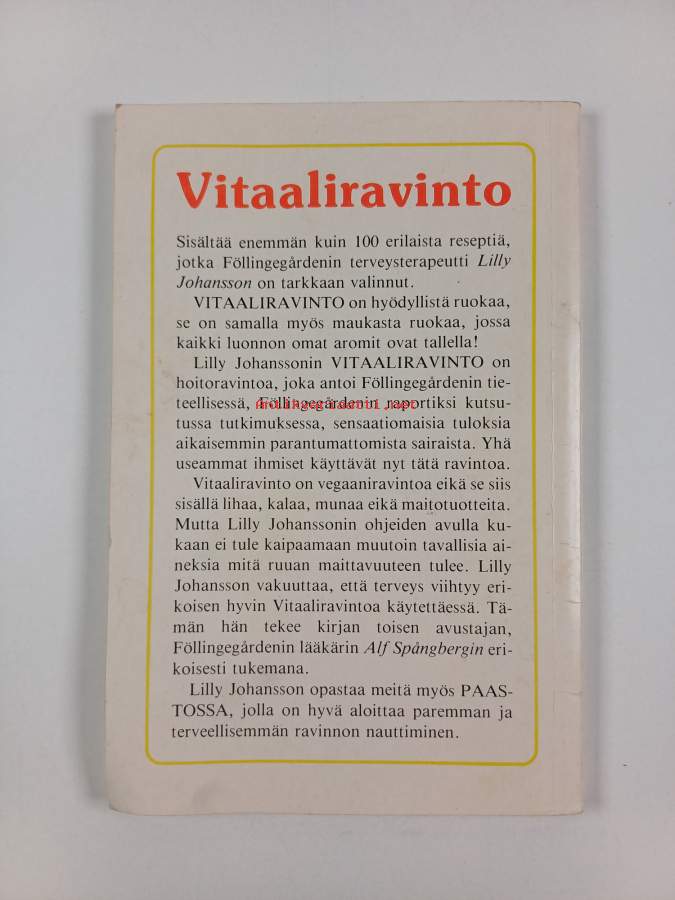 Vitaaliravinto
Sisältää enemmän kuin 100 erilaista reseptiä,
jotka Föllingegårdenin terveysterapeutti Lilly
Johansson on tarkkaan valinnut.
VITAALIRAVINTO on hyödyllistä ruokaa,
se on samalla myös maukasta ruokaa, jossa
kaikki luonnon omat aromit ovat tallella!
Lilly Johanssonin VITAALIRAVINTO on
hoitoravintoa, joka antoi Föllingegårdenin tie-
teellisessä, Föllingegårdenin raportiksi kutsu-
Antikvariaatti.net
tussa tutkimuksessa, sensaatiomaisia tuloksia
aikaisemmin parantumattomista sairaista. Yhä
useammat ihmiset käyttävät nyt tätä ravintoa.
Vitaaliravinto on vegaaniravintoa eikä se siis
sisällä lihaa, kalaa, munaa eikä maitotuotteita.
Mutta Lilly Johanssonin ohjeiden avulla ku-
kaan ei tule kaipaamaan muutoin tavallisia ai-
neksia mitä ruuan maittavuuteen tulee. Lilly
Johansson vakuuttaa, että terveys viihtyy eri-
koisen hyvin Vitaaliravintoa käytettäessä. Tä-
män hän tekee kirjan toisen avustajan,
Föllingegårdenin lääkärin Alf Spångbergin eri-
koisesti tukemana.
Lilly Johansson opastaa meitä myös PAAS-
TOSSA, jolla on hyvä aloittaa paremman ja
terveellisemmän ravinnon nauttiminen.